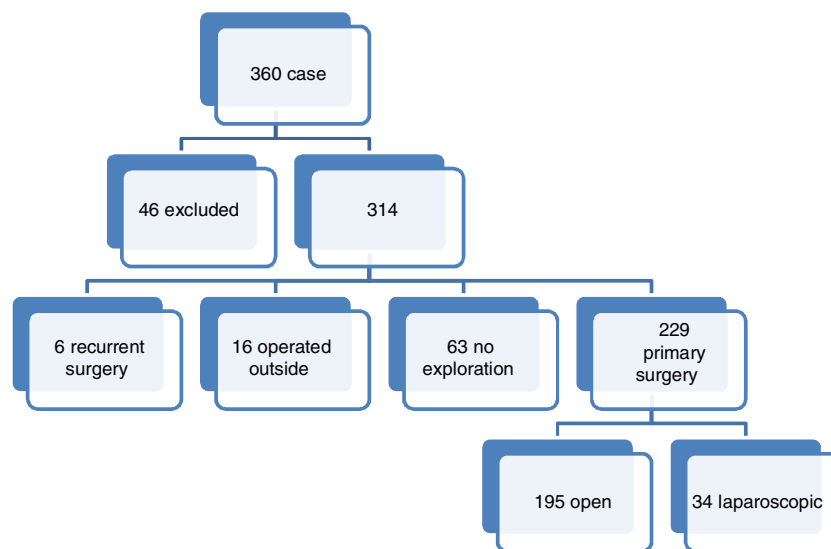 360 case
46 excluded
314
6 recurrent
surgery
16 operated
outside
63 no
exploration
229
primary
surgery
195 open
34 laparoscopic